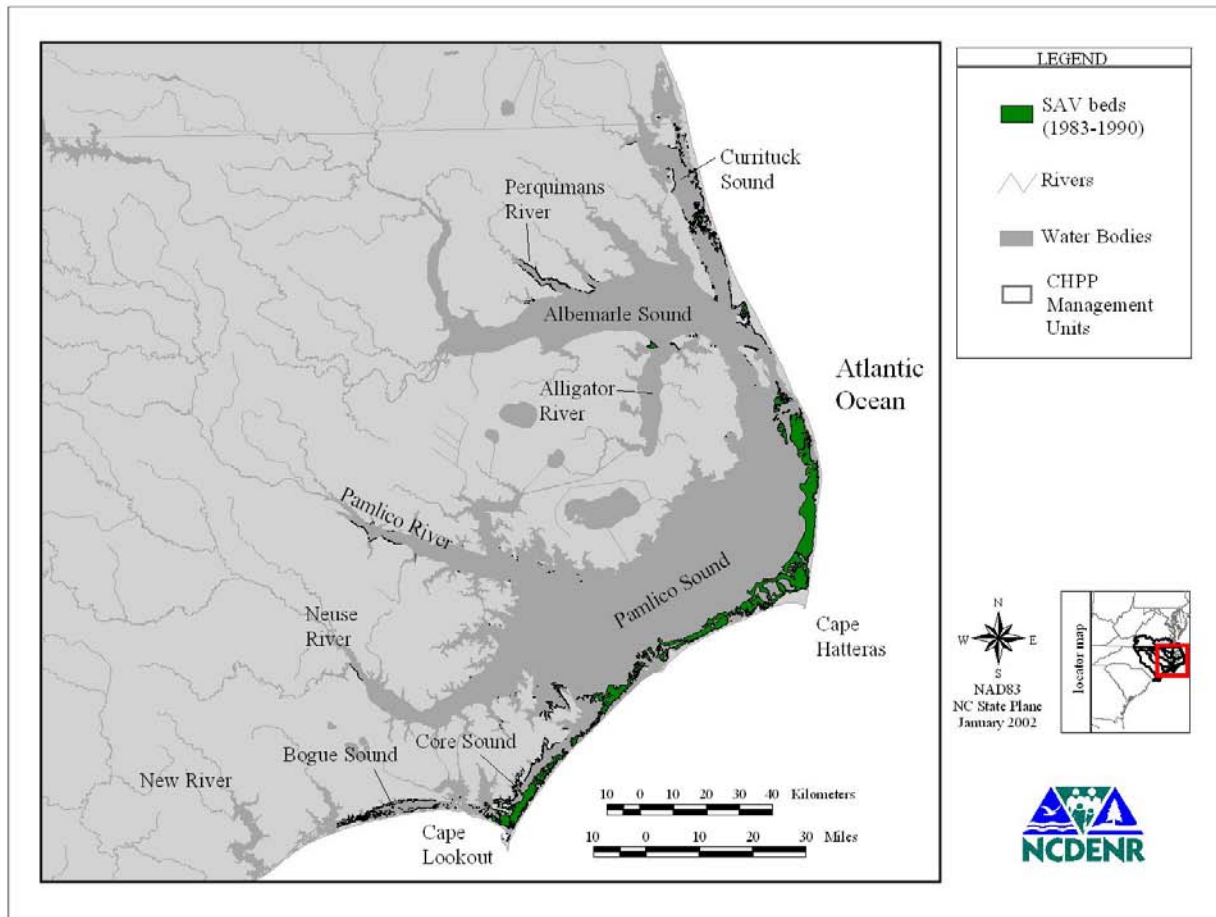 LEGEND
SAV beds
(1983-1990)
Rivers
Water Bodies
CHPP
Management
Units
Currituck
Sound
Perquimans
River
Albemarle Sound
Alligator
River
Atlantic
Ocean
Pamlico River
Pamlico Sound
Neuse
River
Cape
Hatteras
Core Sound
Bogue Sound
New River
Cape
Lookout
10 0 10 20 30 40 Kilometers
10 0 10 20 30 Miles
N
W E
S
NAD83
NC State Plane
January 2002
locator map
NCDENR